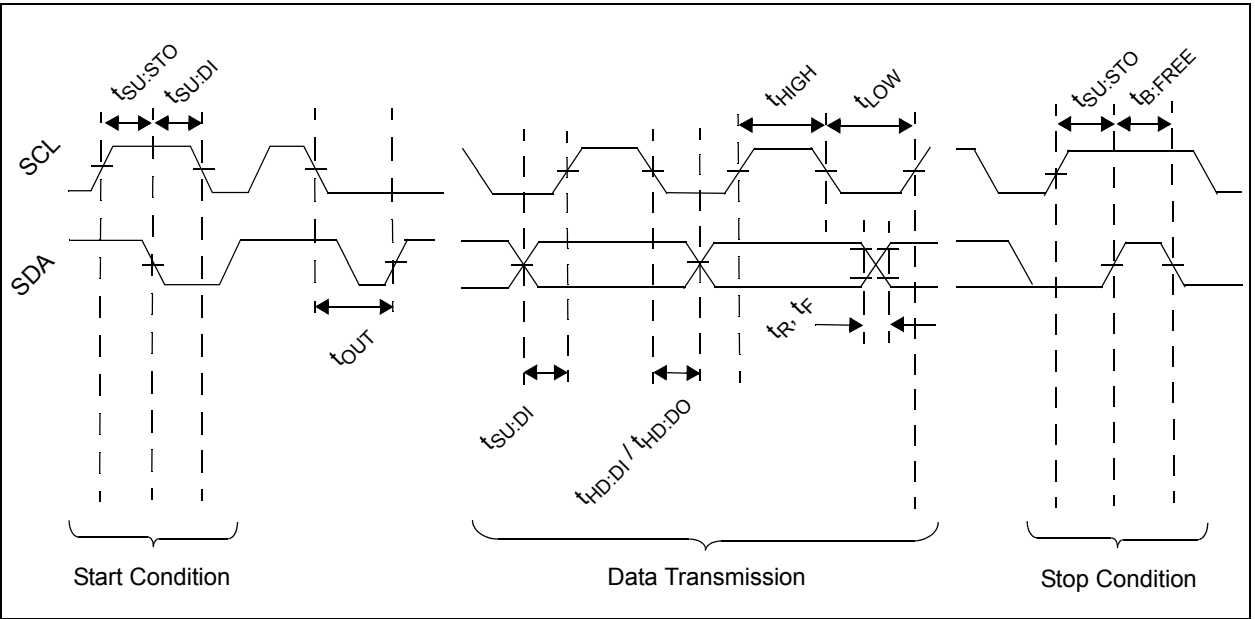 tSU:STO
tSU:DI
tHIGH
tLOW
tSU:STO
tB:FREE
SCL
SDA
tOUT
tR, tF
tSU:DI
tHD:DI / tHD:DO
Start Condition
Data Transmission
Stop Condition